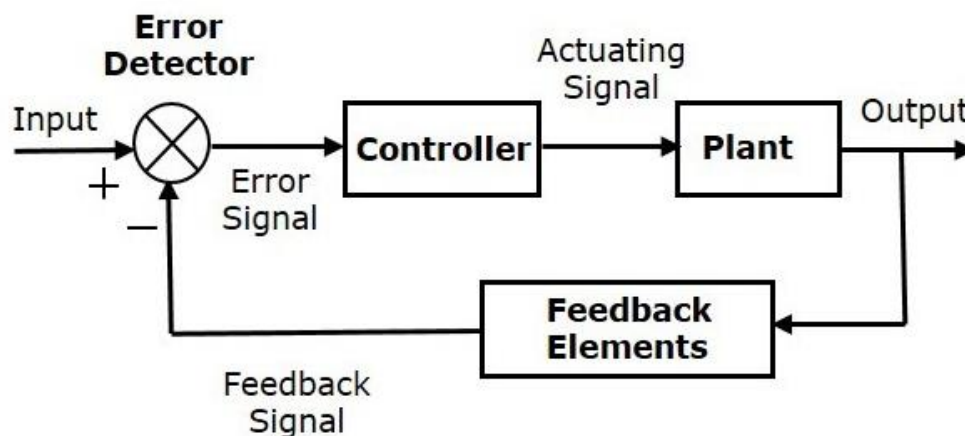 Error
Detector
Actuating
Signal
Input
Output
Controller
Plant
+
Error
Signal
−
Feedback
Elements
Feedback
Signal